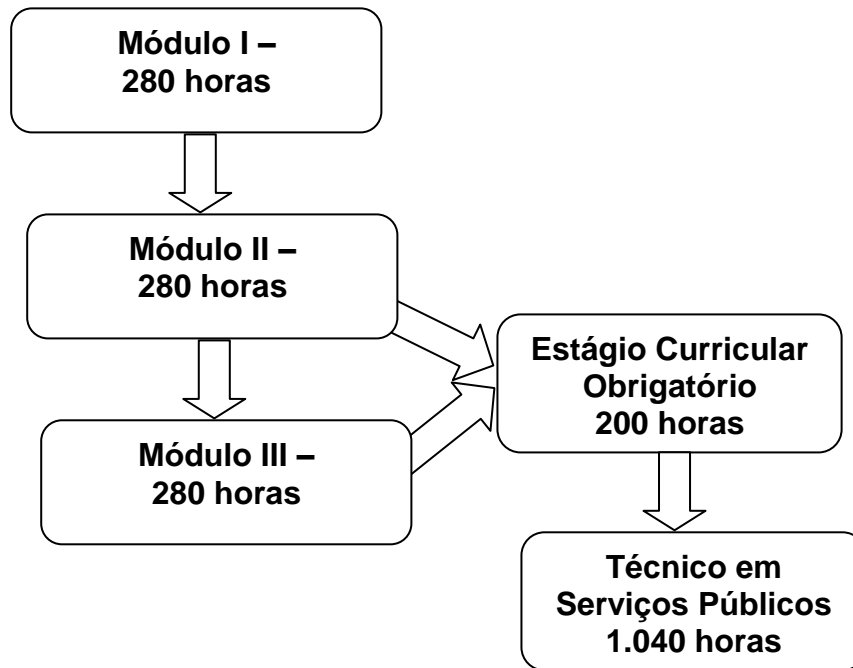 Módulo I –
280 horas
Módulo II –
280 horas
Módulo III –
280 horas
Estágio Curricular
Obrigatório
200 horas
Técnico em
Serviços Públicos
1.040 horas